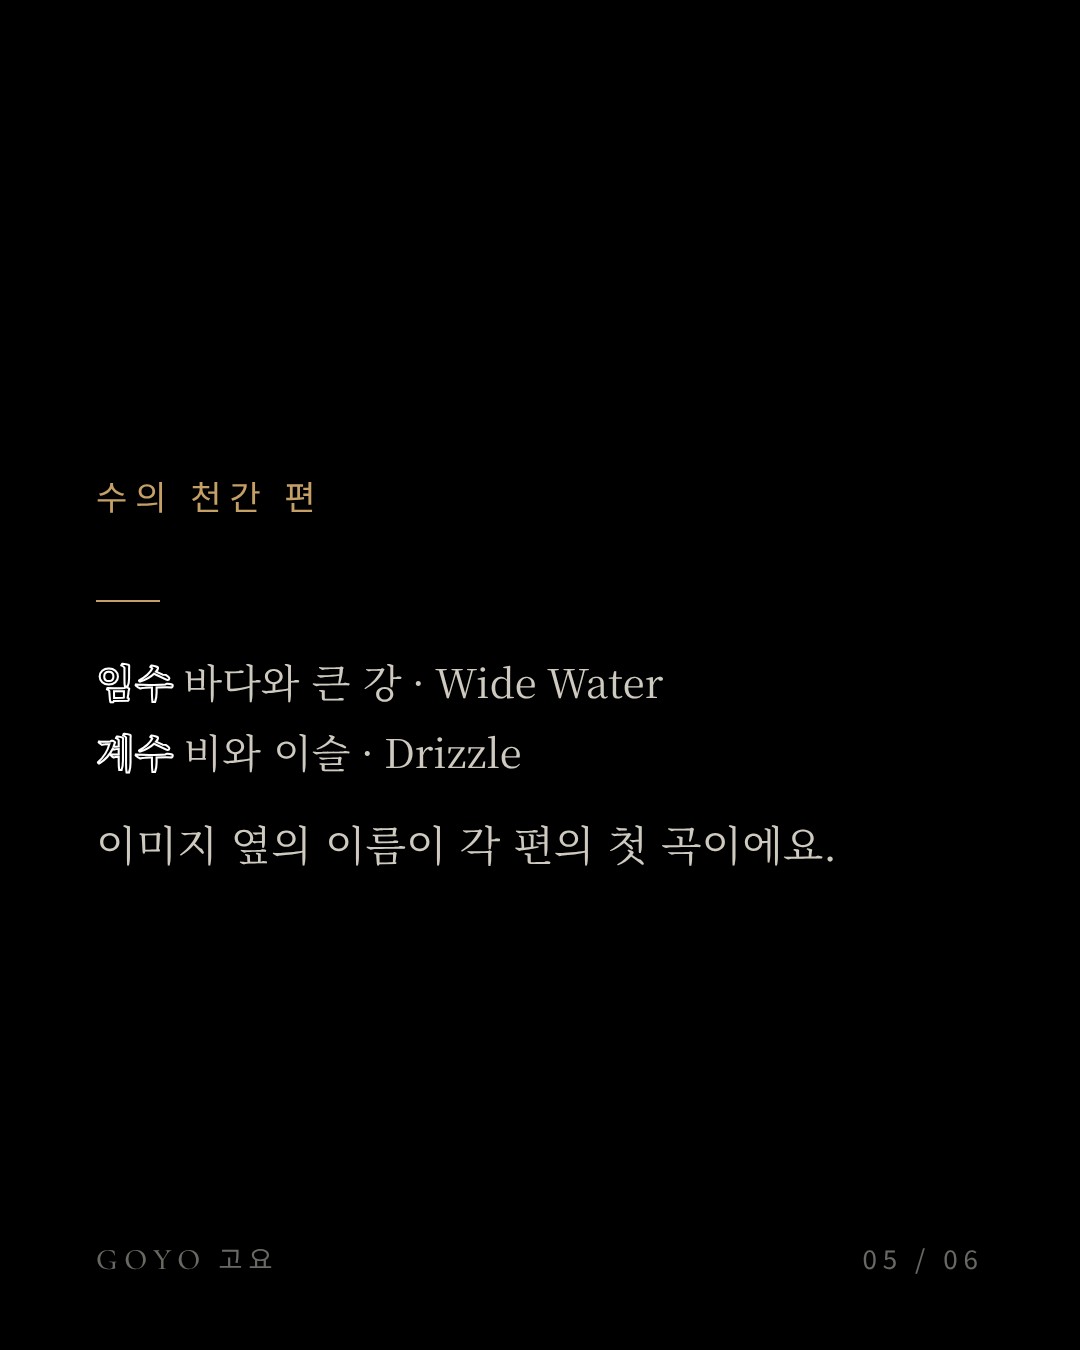 수의 천간 편
임수 바다와 큰 강 · Wide Water
계수 비와 이슬 · Drizzle
이미지 옆의 이름이 각 편의 첫 곡이에요.
GOYO 고요
05 / 06